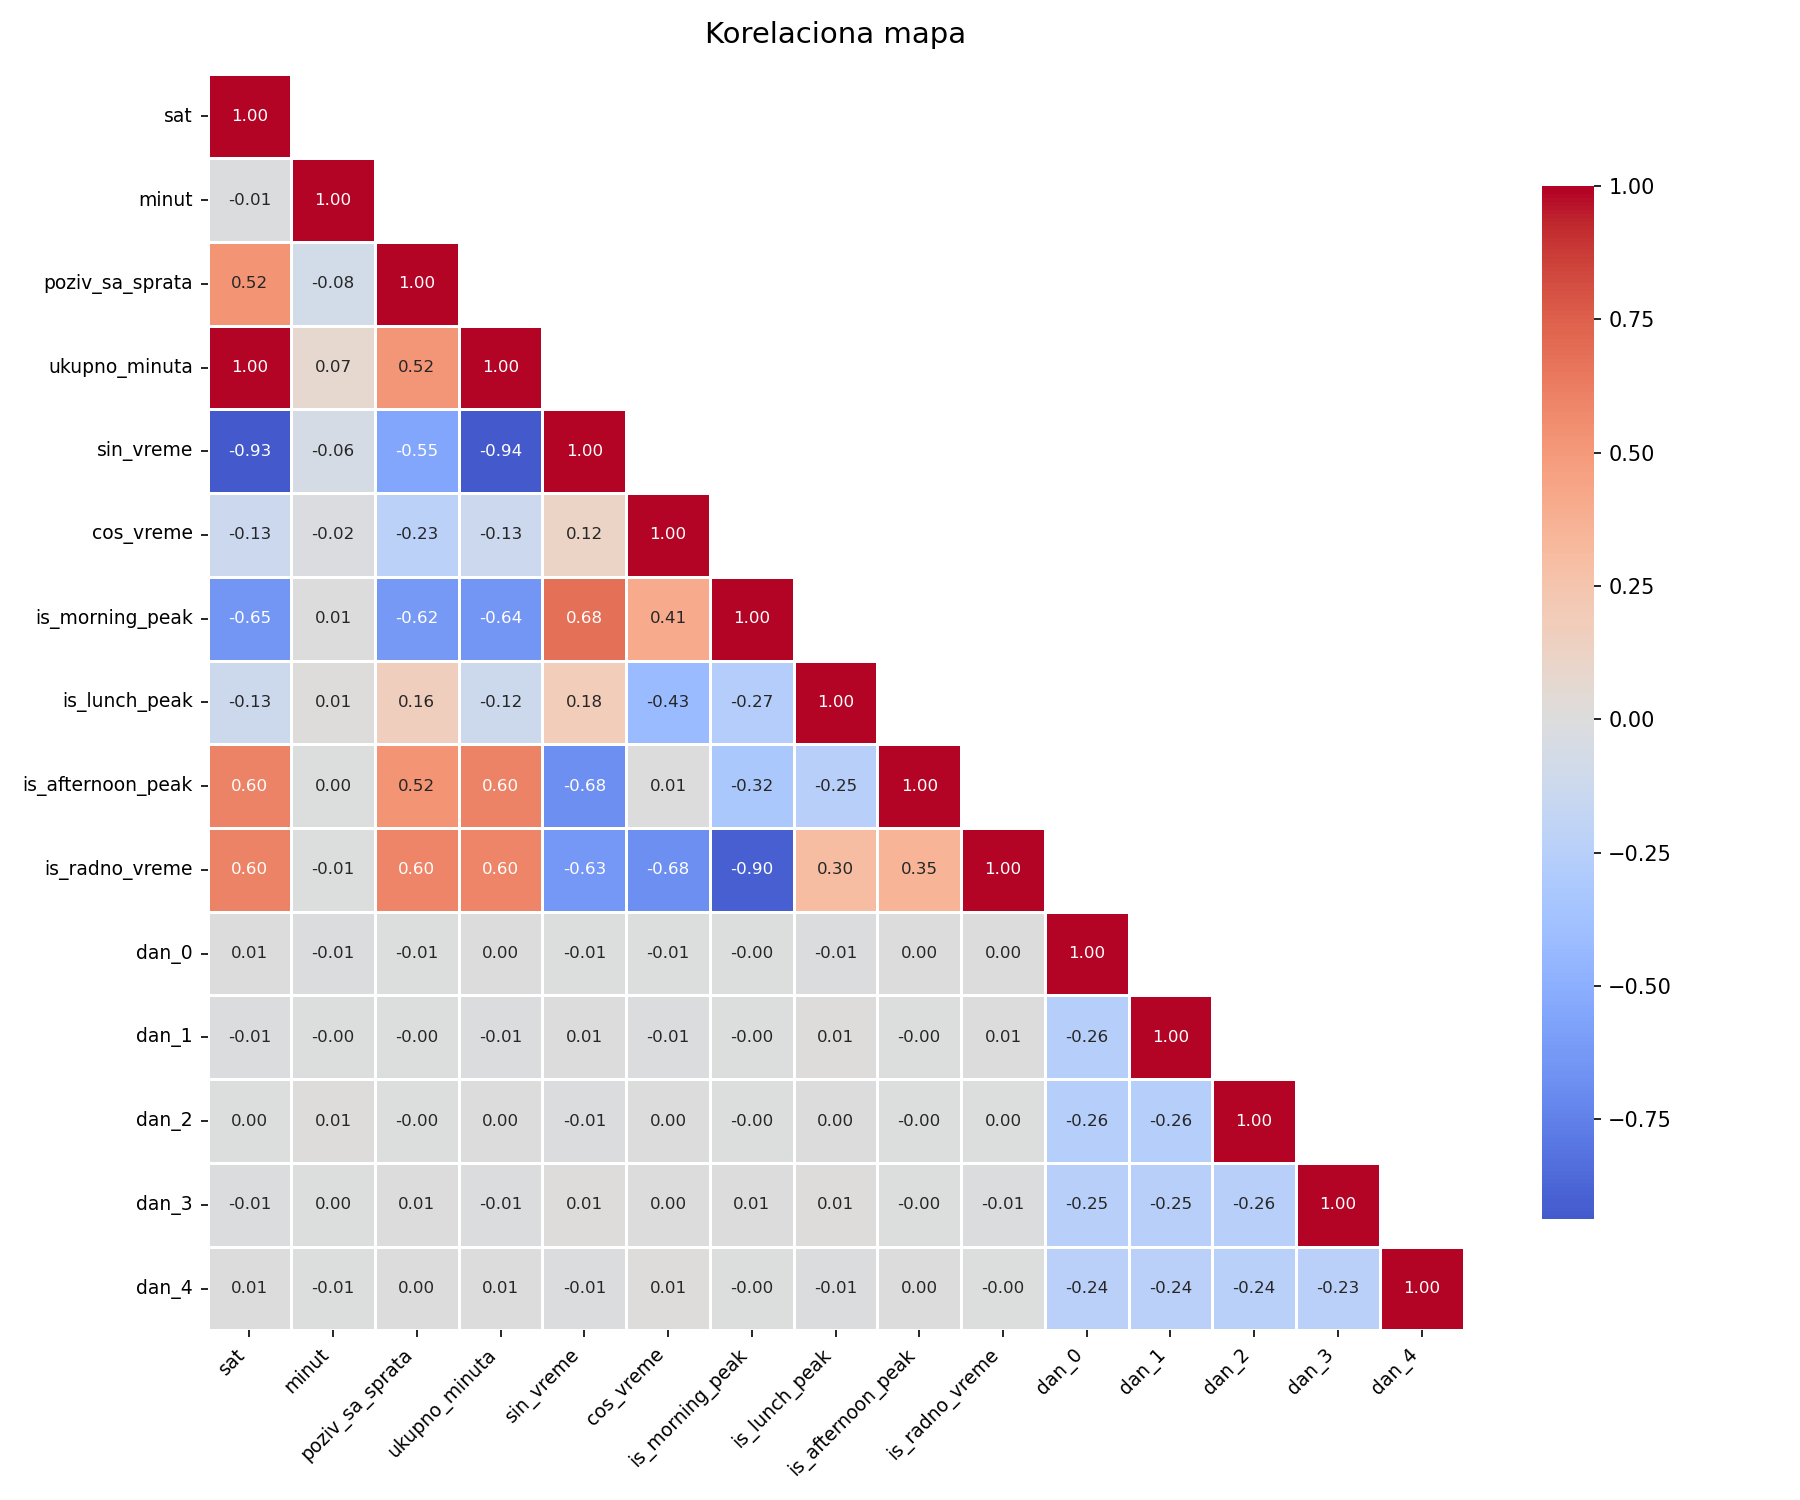 Korelaciona mapa
sat 1.00
minut -0.01 1.00
poziv_sa_sprata 0.52 -0.08 1.00
ukupno_minuta 1.00 0.07 0.52 1.00
sin_vreme -0.93 -0.06 -0.55 -0.94 1.00
cos_vreme -0.13 -0.02 -0.23 -0.13 0.12 1.00
is_morning_peak -0.65 0.01 -0.62 -0.64 0.68 0.41 1.00
is_lunch_peak -0.13 0.01 0.16 -0.12 0.18 -0.43 -0.27 1.00
is_afternoon_peak 0.60 0.00 0.52 0.60 -0.68 0.01 -0.32 -0.25 1.00
is_radno_vreme 0.60 -0.01 0.60 0.60 -0.63 -0.68 -0.90 0.30 0.35 1.00
dan_0 0.01 -0.01 -0.01 0.00 -0.01 -0.01 -0.00 -0.01 0.00 0.00 1.00
dan_1 -0.01 -0.00 -0.00 -0.01 0.01 -0.01 -0.00 0.01 -0.00 0.01 -0.26 1.00
dan_2 0.00 0.01 -0.00 0.00 -0.01 0.00 -0.00 0.00 -0.00 0.00 -0.26 -0.26 1.00
dan_3 -0.01 0.00 0.01 -0.01 0.01 0.00 0.01 0.01 -0.00 -0.01 -0.25 -0.25 -0.26 1.00
dan_4 0.01 -0.01 0.00 0.01 -0.01 0.01 -0.00 -0.01 0.00 -0.00 -0.24 -0.24 -0.24 -0.23 1.00
sat minut poziv_sa_sprata ukupno_minuta sin_vreme cos_vreme is_morning_peak is_lunch_peak is_afternoon_peak is_radno_vreme dan_0 dan_1 dan_2 dan_3 dan_4
1.00
0.75
0.50
0.25
0.00
−0.25
−0.50
−0.75